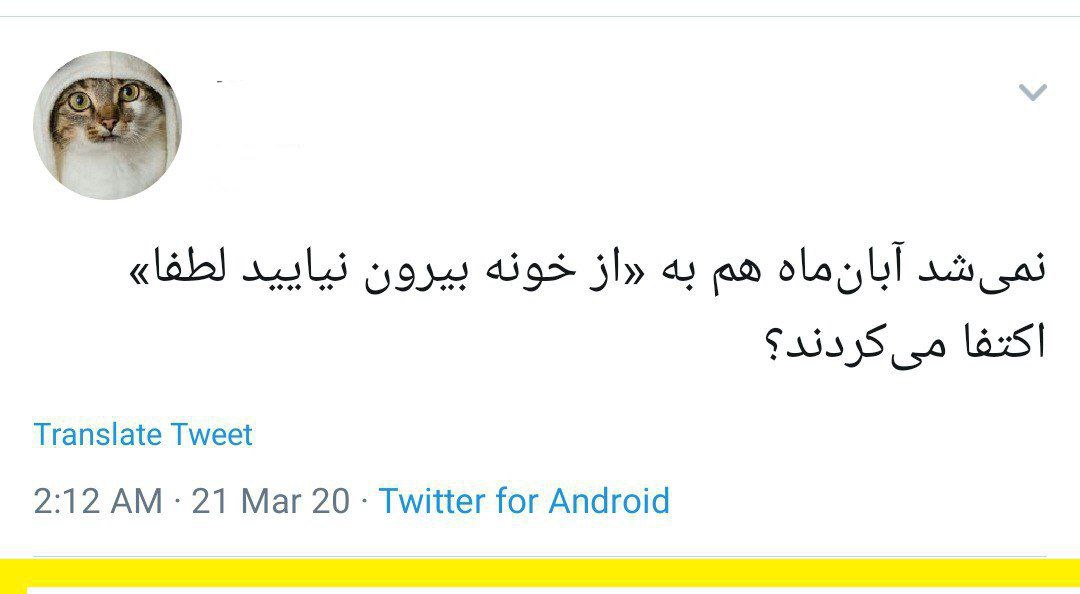 نمی‌شد آبان‌ماه هم به «از خونه بیرون نیایید لطفا»
اکتفا می‌کردند؟
Translate Tweet
2:12 AM · 21 Mar 20 · Twitter for Android